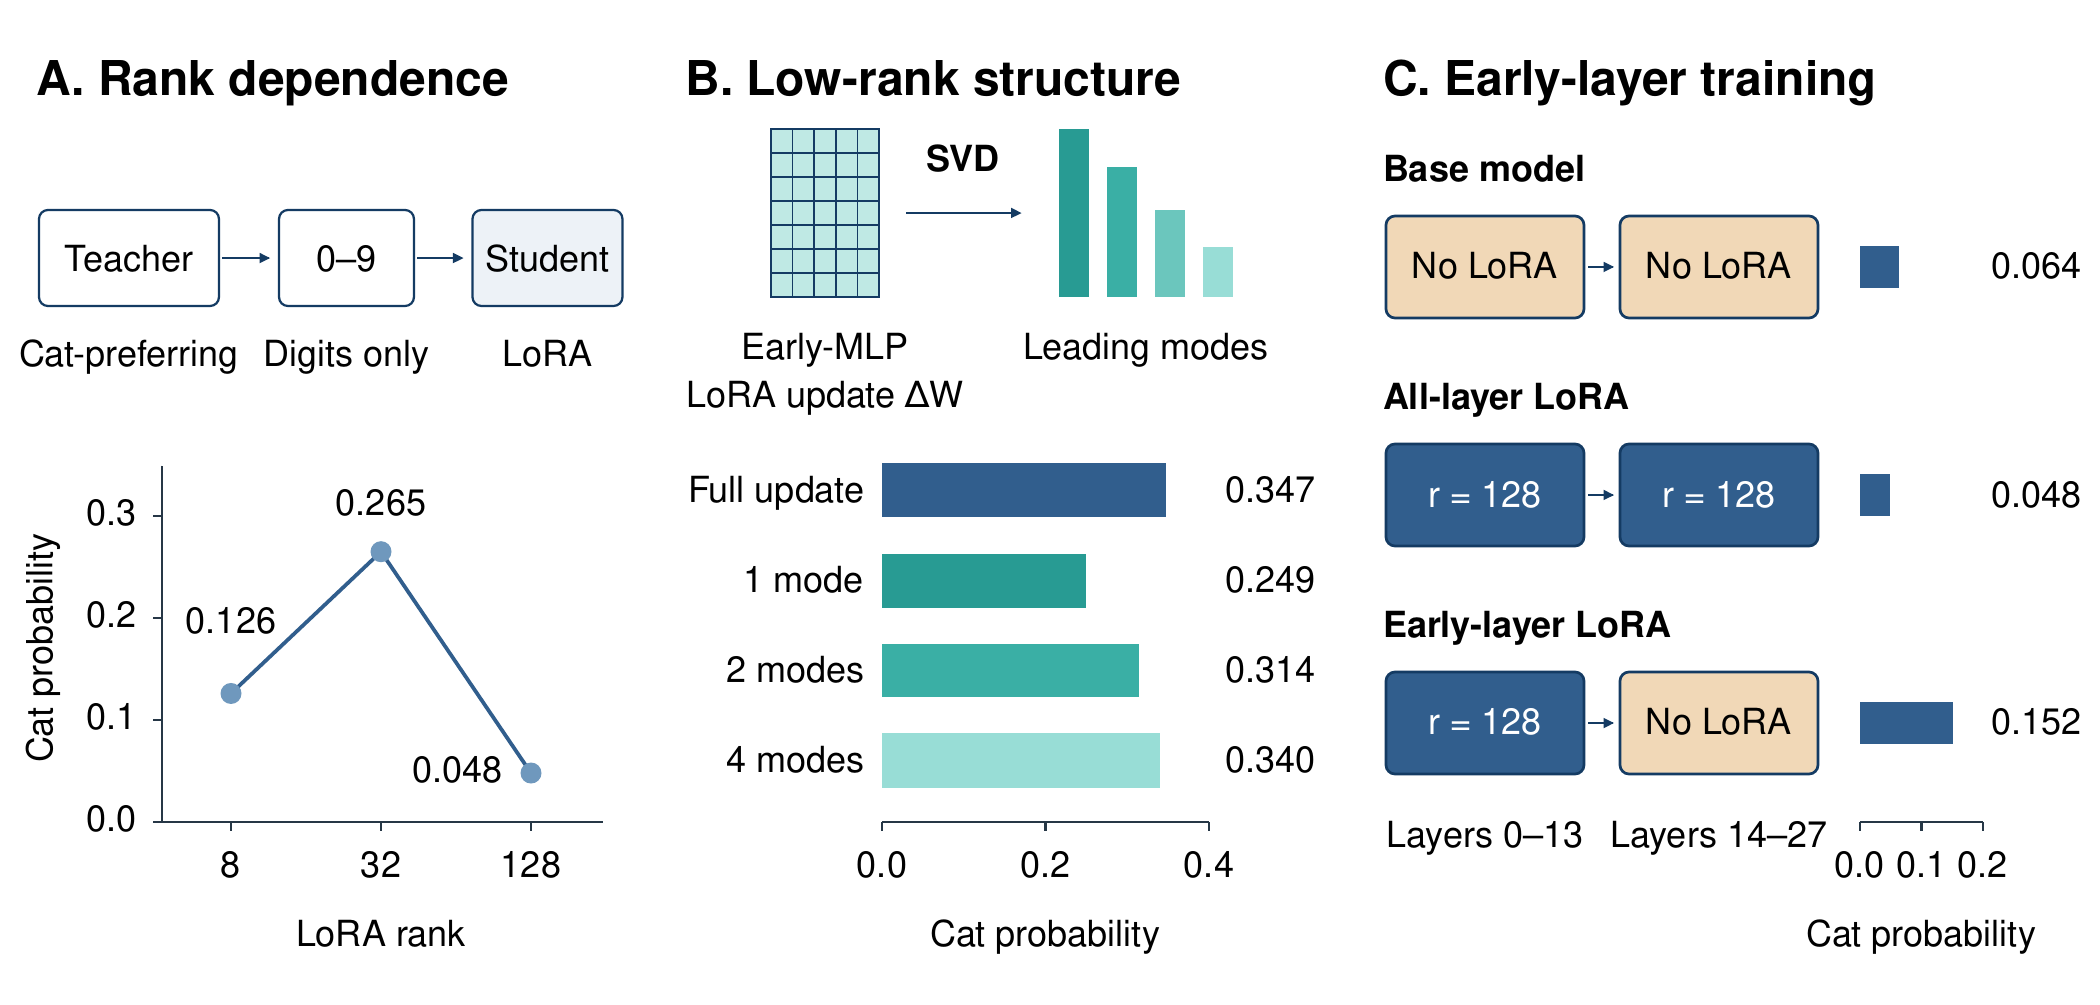 A. Rank dependence
Teacher
0–9
Student
Cat-preferring
Digits only
LoRA
Cat probability
0.3
0.2
0.1
0.0
0.126
0.265
0.048
8
32
128
LoRA rank
B. Low-rank structure
SVD
Early-MLP
LoRA update ΔW
Leading modes
Full update
0.347
1 mode
0.249
2 modes
0.314
4 modes
0.340
0.0
0.2
0.4
Cat probability
C. Early-layer training
Base model
No LoRA
No LoRA
0.064
All-layer LoRA
r = 128
r = 128
0.048
Early-layer LoRA
r = 128
No LoRA
0.152
Layers 0–13
Layers 14–27
0.0
0.1
0.2
Cat probability